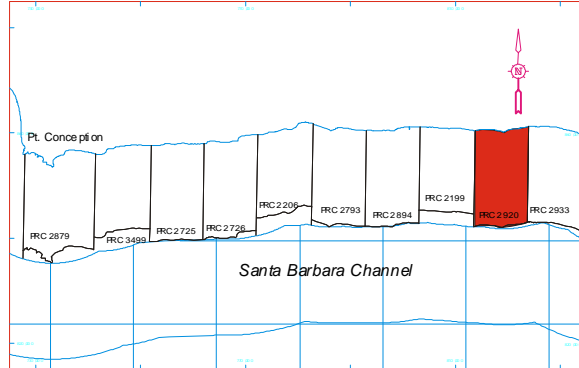 N
Pt. Conception
PRC 2206
PRC 2199
PRC 2793
PRC 2894
PRC 2920
PRC 2933
PRC 2725
PRC 2726
PRC 2879
PRC 3499
Santa Barbara Channel